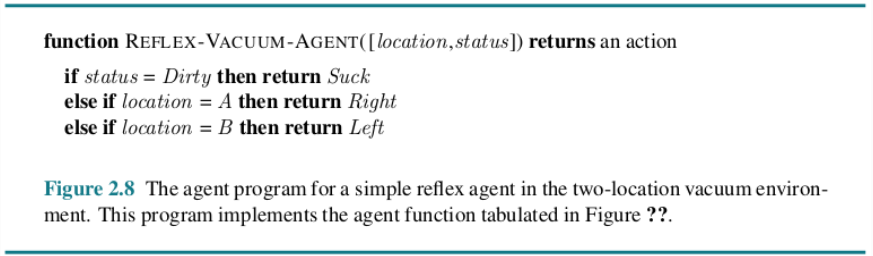 function REFLEX-VACUUM-AGENT([location,status]) returns an action
if status = Dirty then return Suck
else if location = A then return Right
else if location = B then return Left
Figure 2.8 The agent program for a simple reflex agent in the two-location vacuum environ-
ment. This program implements the agent function tabulated in Figure ??.